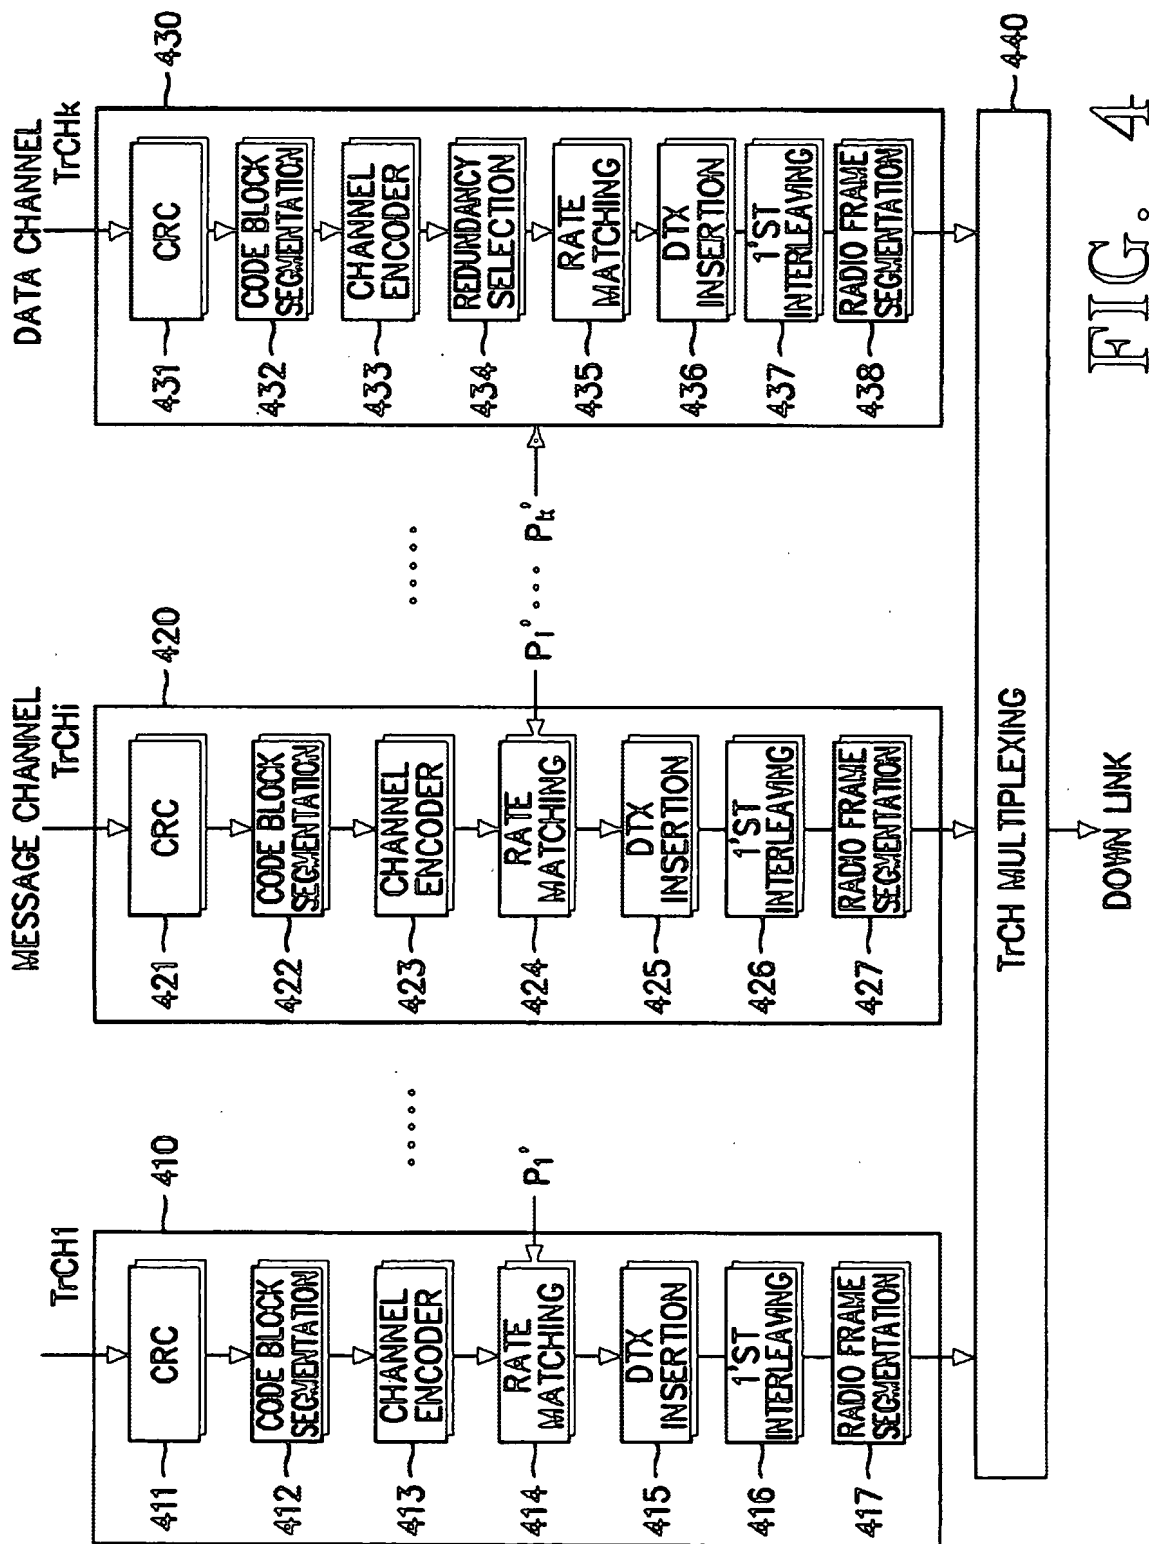 TrCH1
410
411
CRC
412
CODE BLOCK
SEGMENTATION
413
CHANNEL
ENCODER
414
RATE
MATCHING
P1'
415
DTX
INSERTION
416
1'ST
INTERLEAVING
417
RADIO FRAME
SEGMENTATION
MESSAGE CHANNEL
TrCHi
420
421
CRC
422
CODE BLOCK
SEGMENTATION
423
CHANNEL
ENCODER
424
RATE
MATCHING
Pi' .... Pk'
425
DTX
INSERTION
426
1'ST
INTERLEAVING
427
RADIO FRAME
SEGMENTATION
DATA CHANNEL
TrCHk
430
431
CRC
432
CODE BLOCK
SEGMENTATION
433
CHANNEL
ENCODER
434
REDUNDANCY
SELECTION
435
RATE
MATCHING
436
DTX
INSERTION
437
1'ST
INTERLEAVING
438
RADIO FRAME
SEGMENTATION
440
TrCH MULTIPLEXING
DOWN LINK
FIG. 4